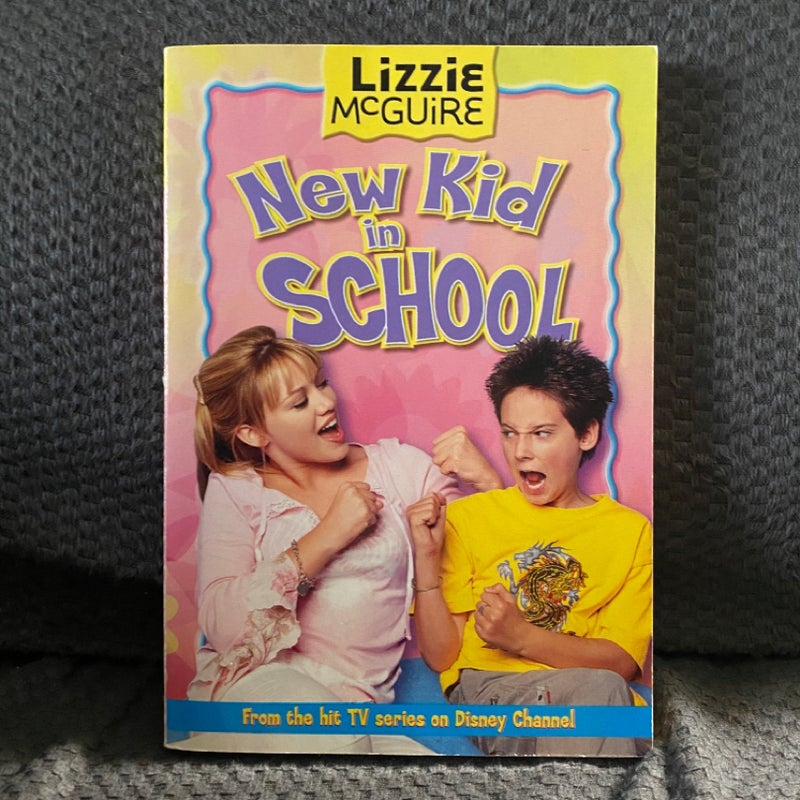 Lizzie
McGUiRE
New Kid
in
SCHOOL
From the hit TV series on Disney Channel